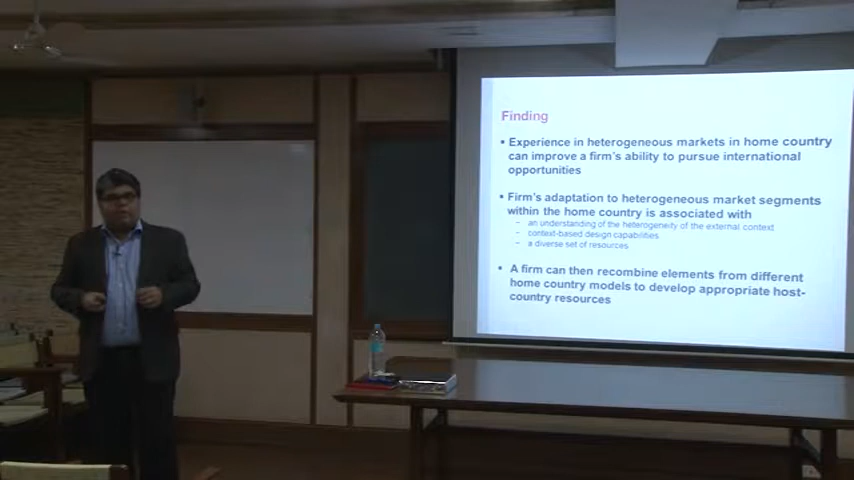 Finding
• Experience in heterogeneous markets in home country
can improve a firm's ability to pursue international
opportunities
• Firm's adaptation to heterogeneous market segments
within the home country is associated with
– an understanding of the heterogeneity of the external context
– context-based design capabilities
– a diverse set of resources
• A firm can then recombine elements from different
home country models to develop appropriate host-
country resources